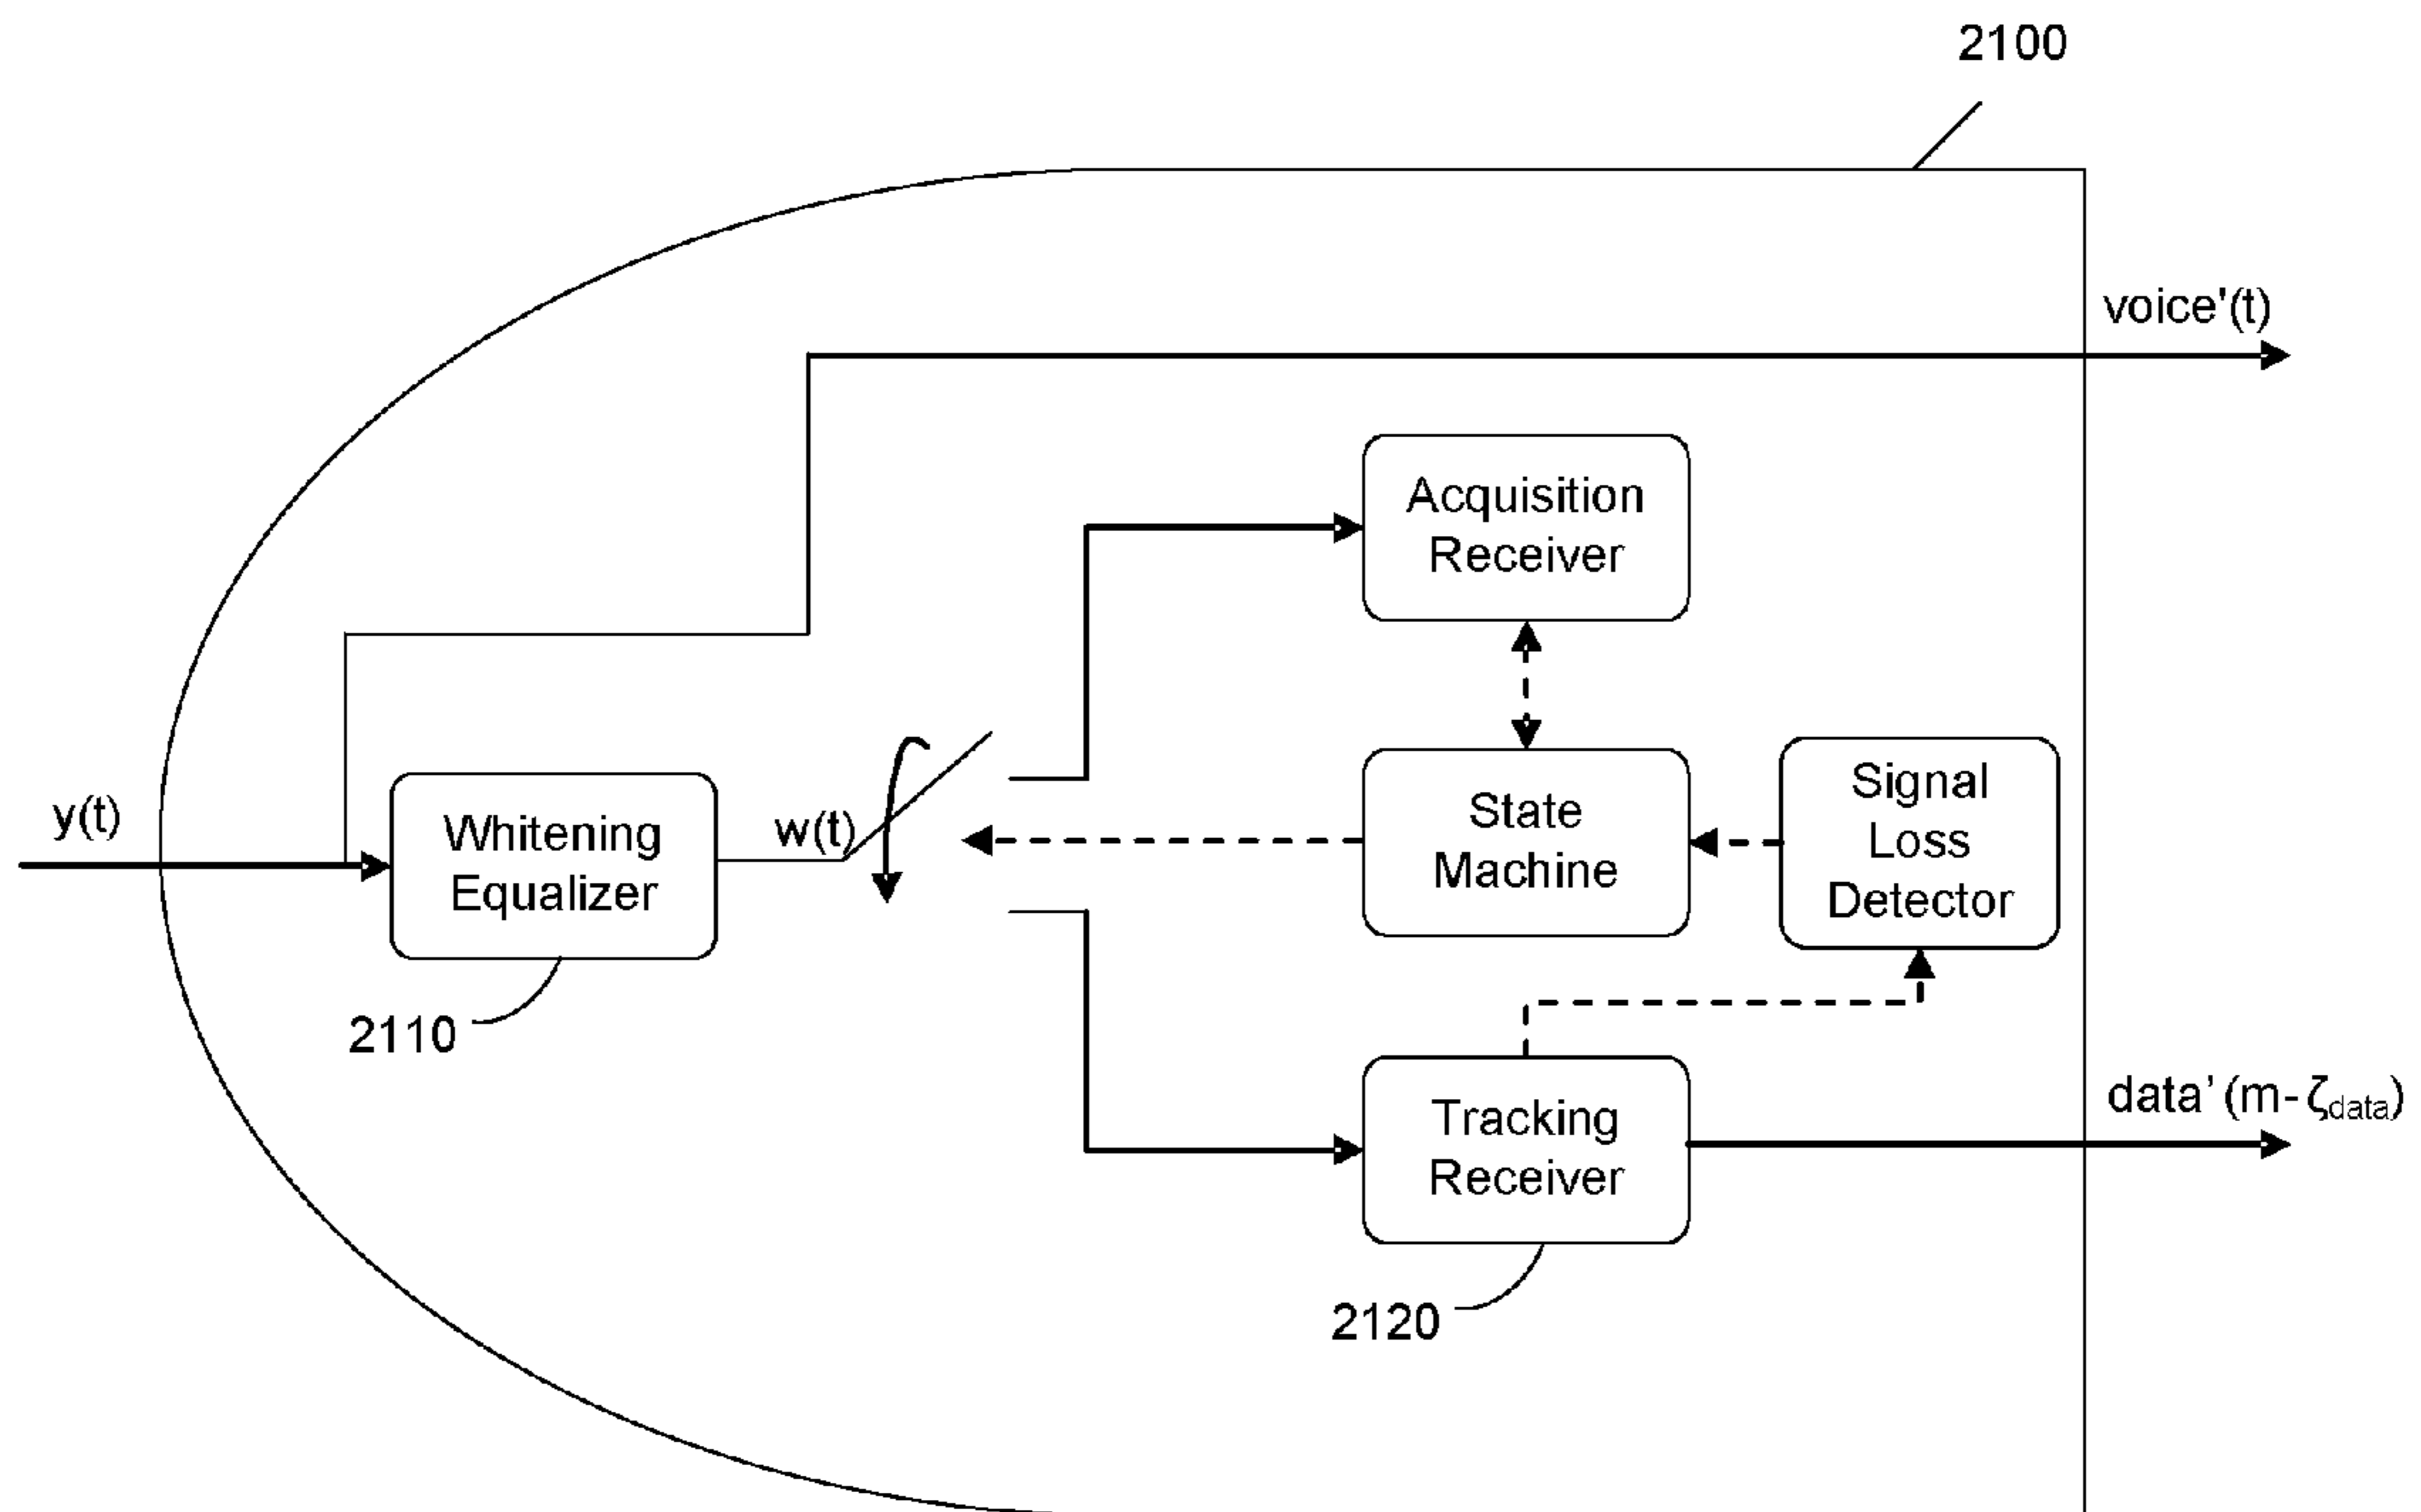 2100
voice'(t)
Acquisition
Receiver
y(t)
Whitening
Equalizer
w(t)
State
Machine
Signal
Loss
Detector
2110
Tracking
Receiver
data' (m-ζdata)
2120